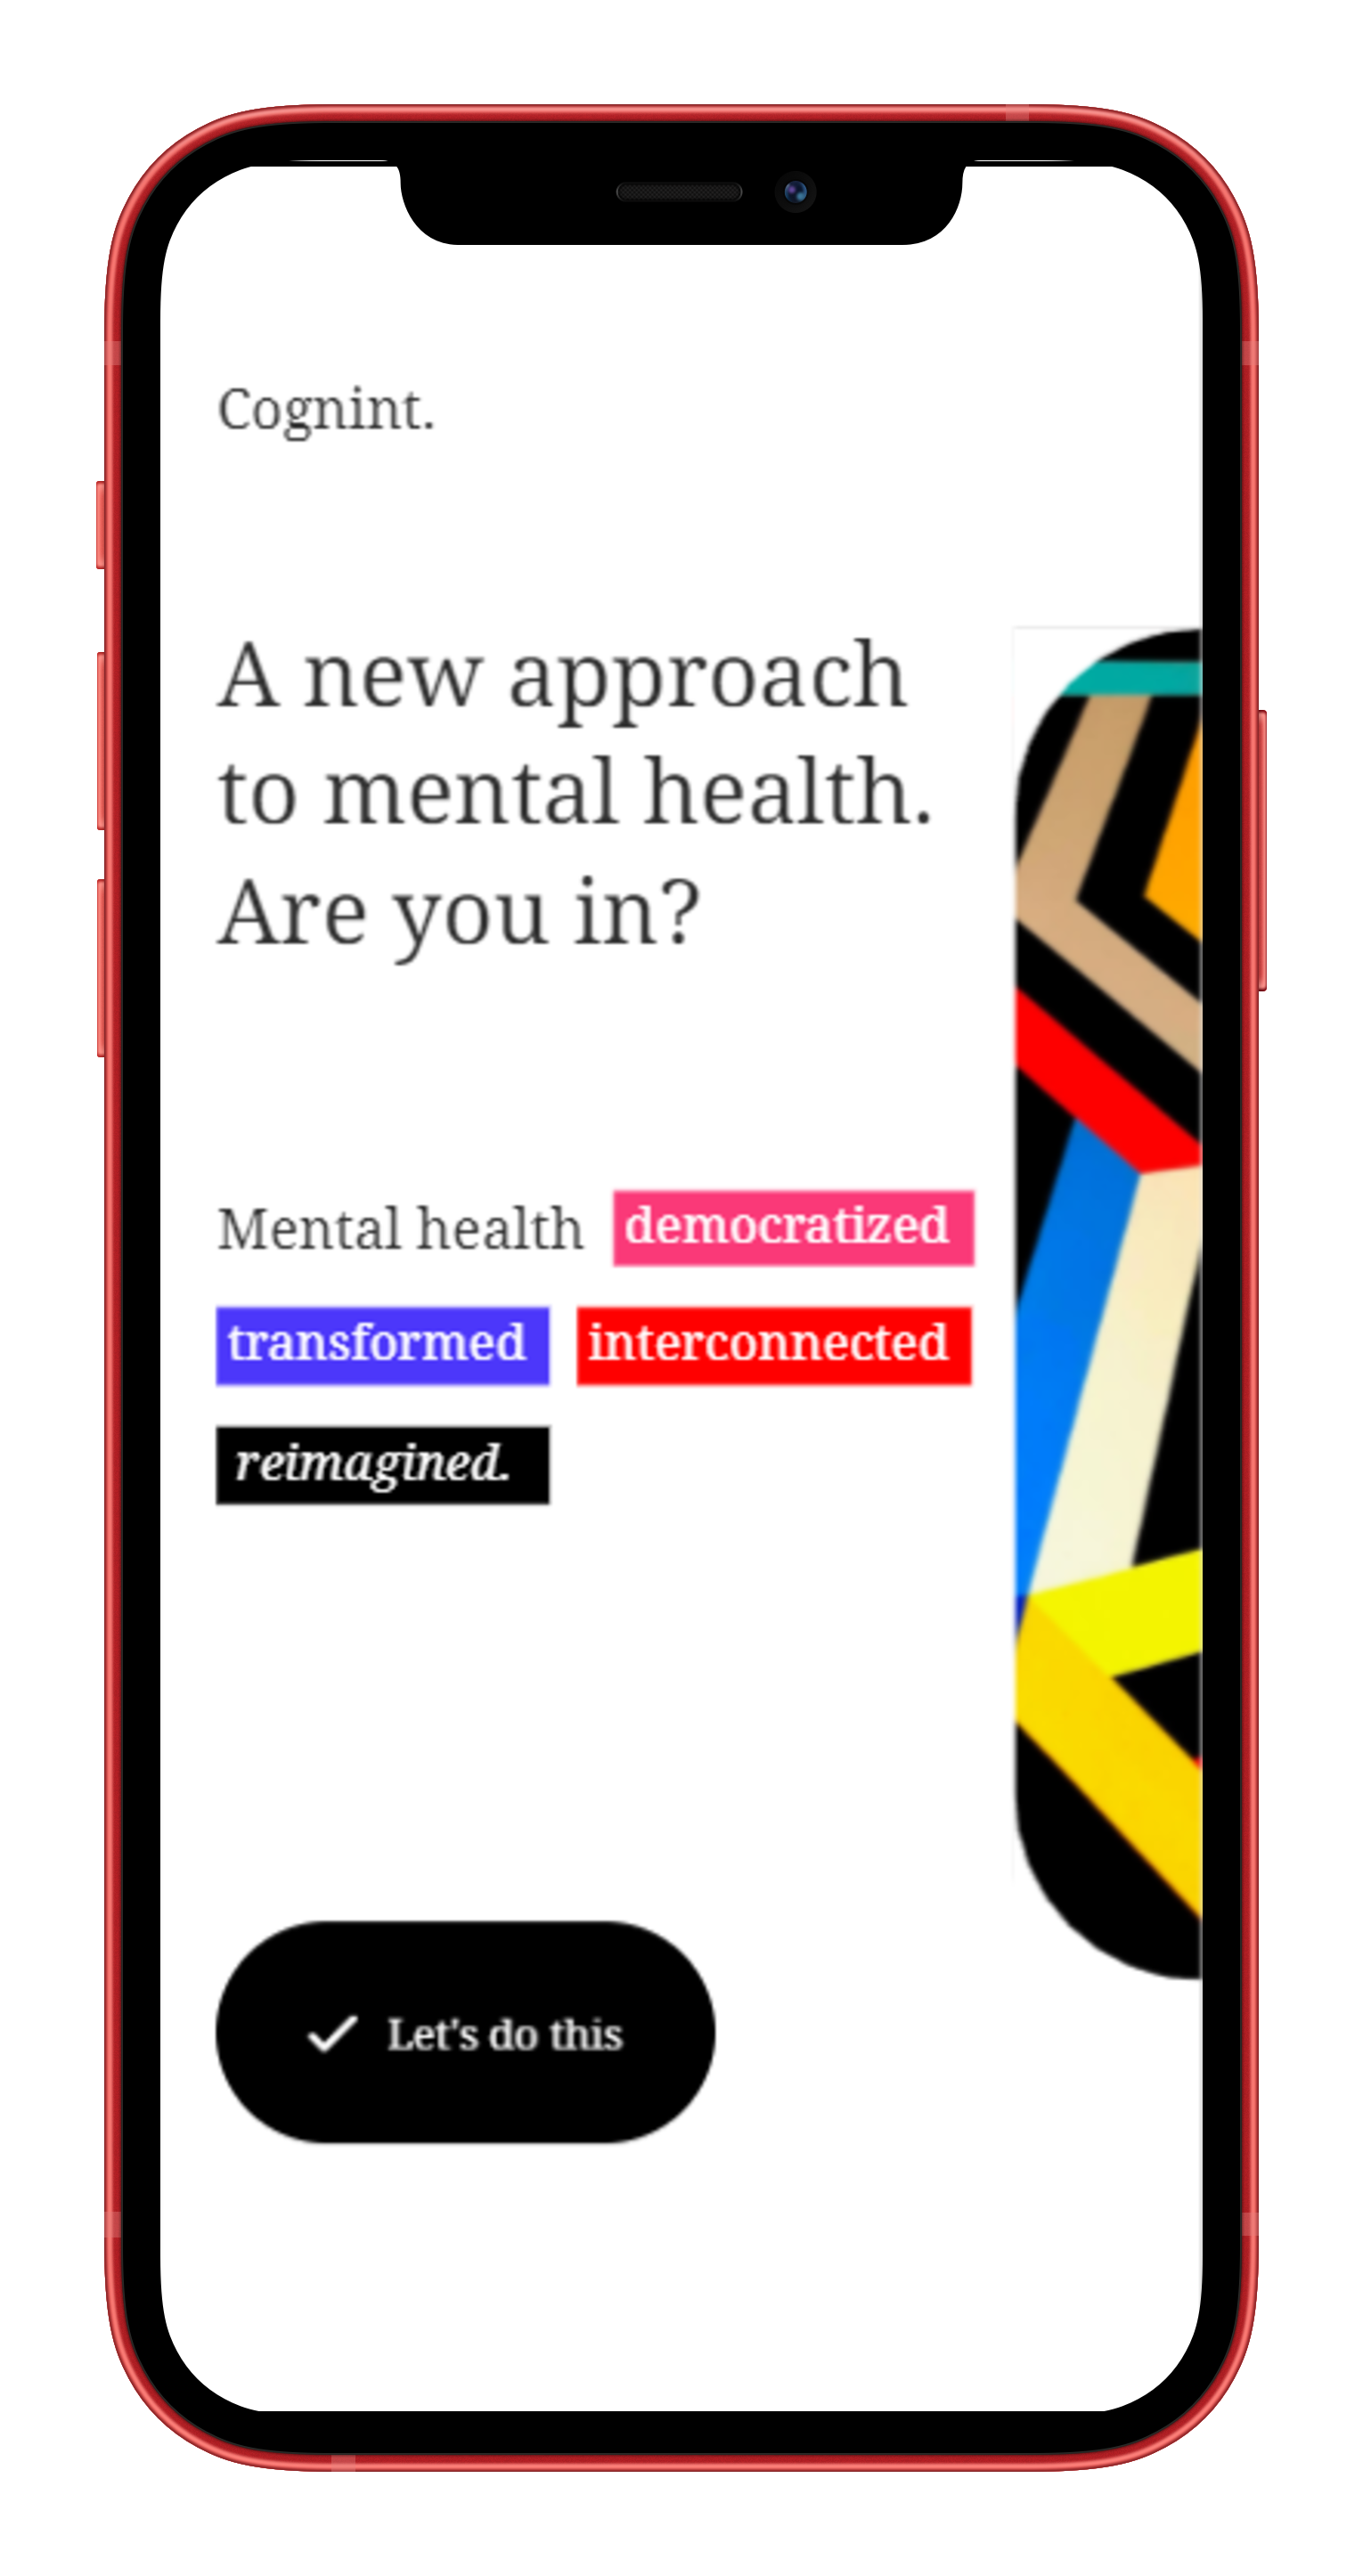 Cognint.
A new approach
to mental health.
Are you in?
Mental health democratized
transformed interconnected
reimagined.
Let's do this